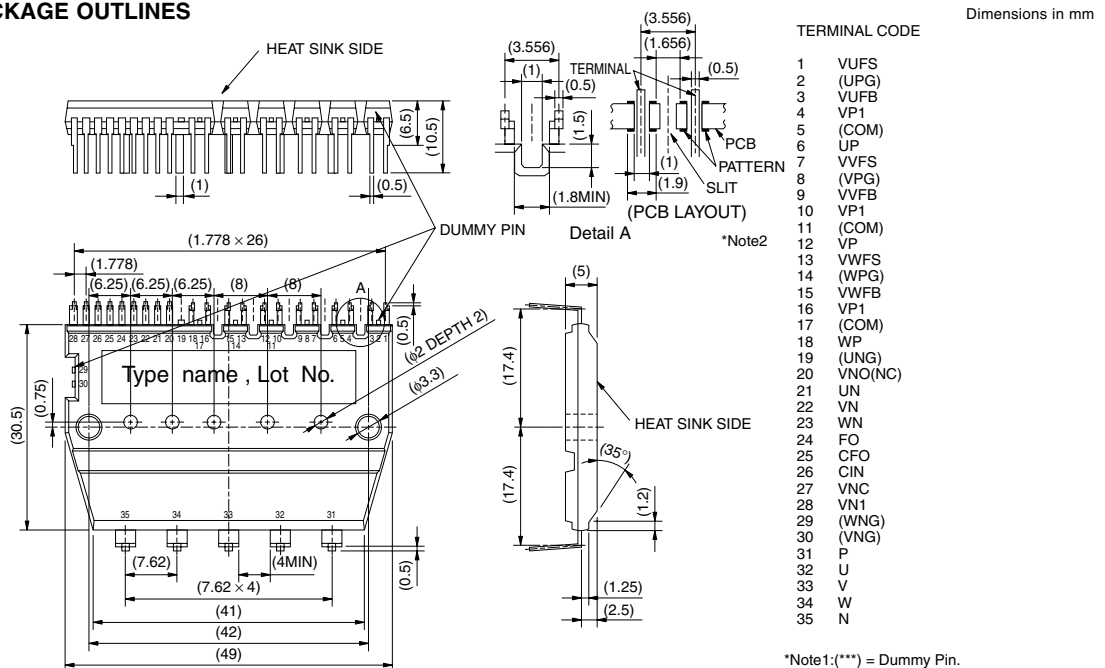 CKAGE OUTLINES
Dimensions in mm
HEAT SINK SIDE
(6.5)
(10.5)
(1)
(0.5)
DUMMY PIN
(3.556)
(1)
(0.5)
(1.5)
(1.8MIN)
Detail A
(3.556)
(1.656)
TERMINAL
(0.5)
PCB
PATTERN
(1)
SLIT
(1.9)
(PCB LAYOUT)
*Note2
(1.778 × 26)
(1.778)
(6.25) (6.25) (6.25) (8) (8)
A
(0.5)
28 27 26 25 24 23 22 21 20 19 18 16 15 13 12 10 9 8 7 6 5 4 3 2 1
17 14 11
29
30
Type name , Lot No.
(φ2 DEPTH 2)
(φ3.3)
(0.75)
(30.5)
35 34 33 32 31
(7.62)
(4MIN)
(0.5)
(7.62 × 4)
(41)
(42)
(49)
(5)
(17.4)
HEAT SINK SIDE
(35°)
(17.4)
(1.2)
(1.25)
(2.5)
TERMINAL CODE
1 VUFS
2 (UPG)
3 VUFB
4 VP1
5 (COM)
6 UP
7 VVFS
8 (VPG)
9 VVFB
10 VP1
11 (COM)
12 VP
13 VWFS
14 (WPG)
15 VWFB
16 VP1
17 (COM)
18 WP
19 (UNG)
20 VNO(NC)
21 UN
22 VN
23 WN
24 FO
25 CFO
26 CIN
27 VNC
28 VN1
29 (WNG)
30 (VNG)
31 P
32 U
33 V
34 W
35 N
*Note1:(***) = Dummy Pin.